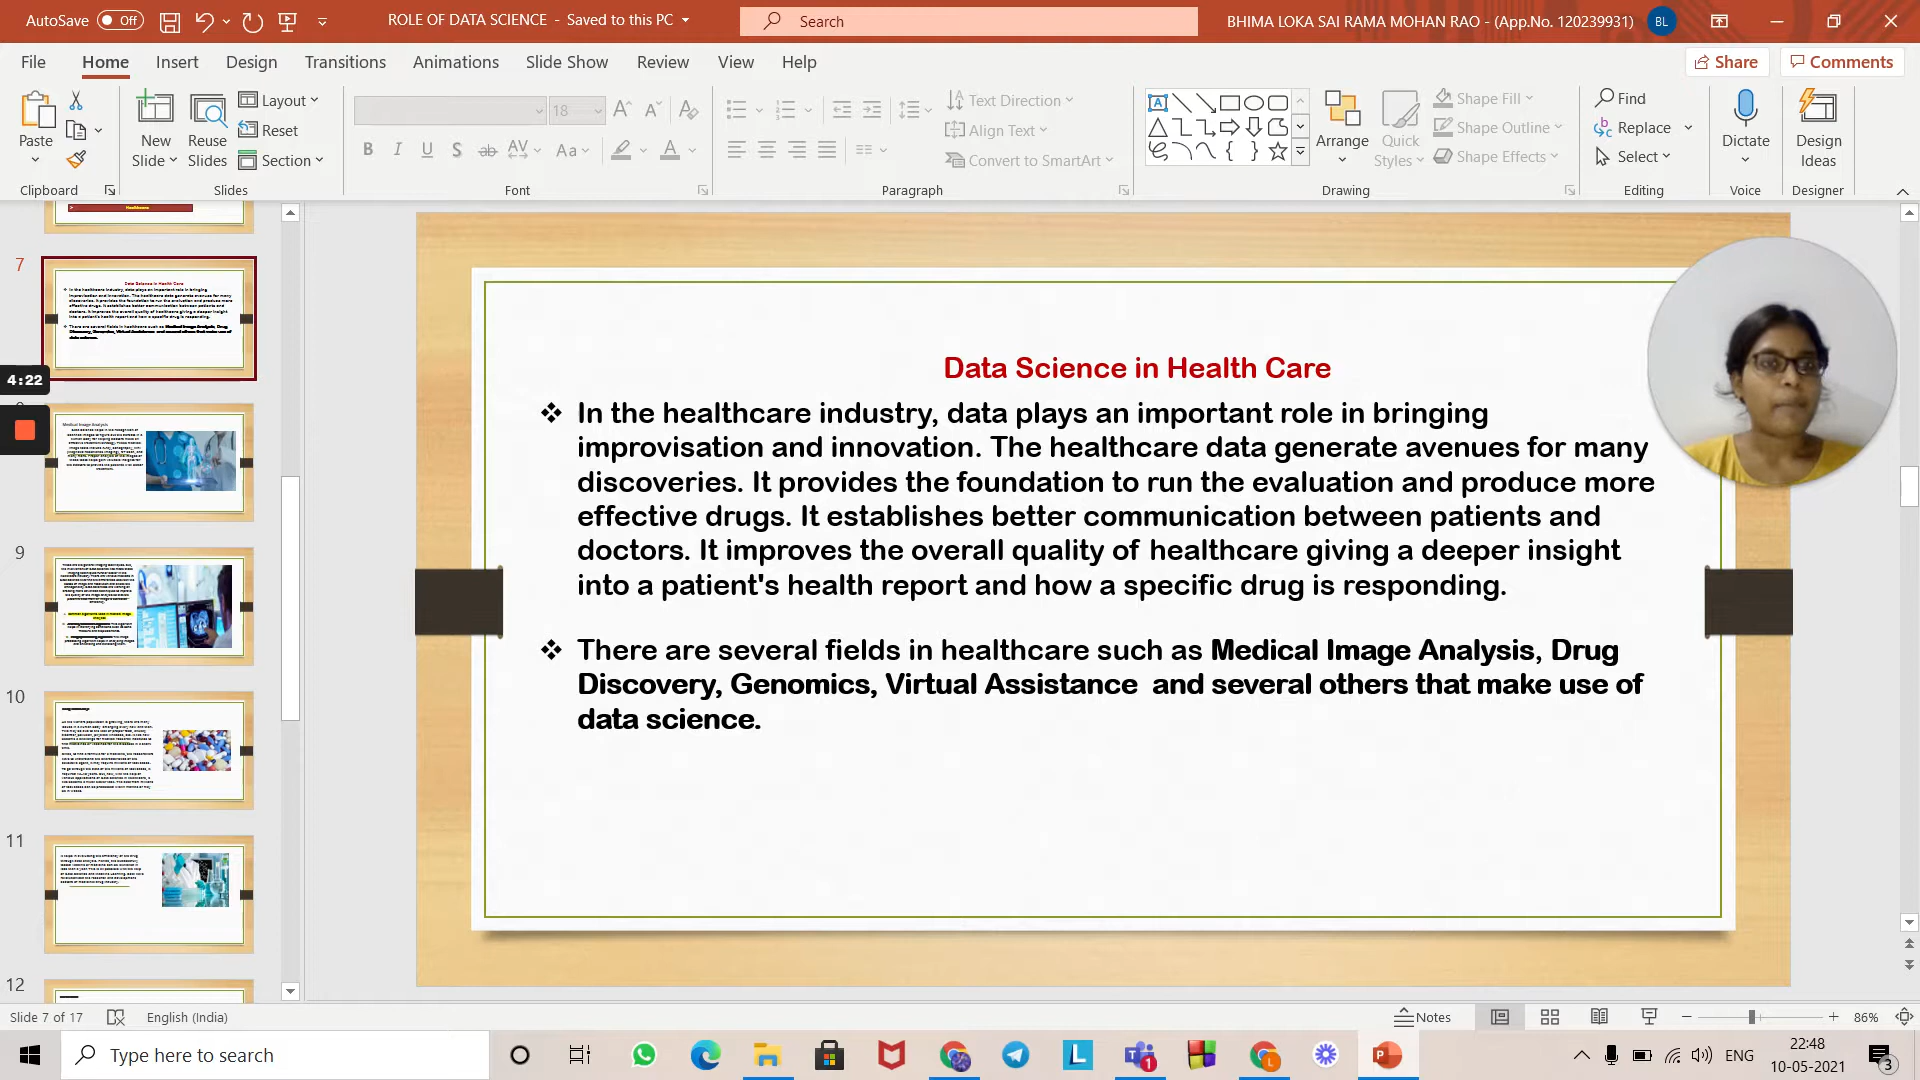 AutoSave Off
ROLE OF DATA SCIENCE - Saved to this PC
Search
BHIMA LOKA SAI RAMA MOHAN RAO - (App.No. 120239931) BL
File Home Insert Design Transitions Animations Slide Show Review View Help
Share Comments
Paste
New Slide
Reuse Slides
Layout
Reset
Section
18
Text Direction
Align Text
Convert to SmartArt
Arrange
Quick Styles
Shape Fill
Shape Outline
Shape Effects
Find
Replace
Select
Dictate
Design Ideas
Clipboard Slides Font Paragraph Drawing Editing Voice Designer
7
4:22
Medical Image Analysis
9
10
11
12
Data Science in Health Care
❖ In the healthcare industry, data plays an important role in bringing
improvisation and innovation. The healthcare data generate avenues for many
discoveries. It provides the foundation to run the evaluation and produce more
effective drugs. It establishes better communication between patients and
doctors. It improves the overall quality of healthcare giving a deeper insight
into a patient's health report and how a specific drug is responding.
❖ There are several fields in healthcare such as Medical Image Analysis, Drug
Discovery, Genomics, Virtual Assistance and several others that make use of
data science.
Slide 7 of 17
English (India)
Notes
86%
Type here to search
ENG
22:48
10-05-2021
3